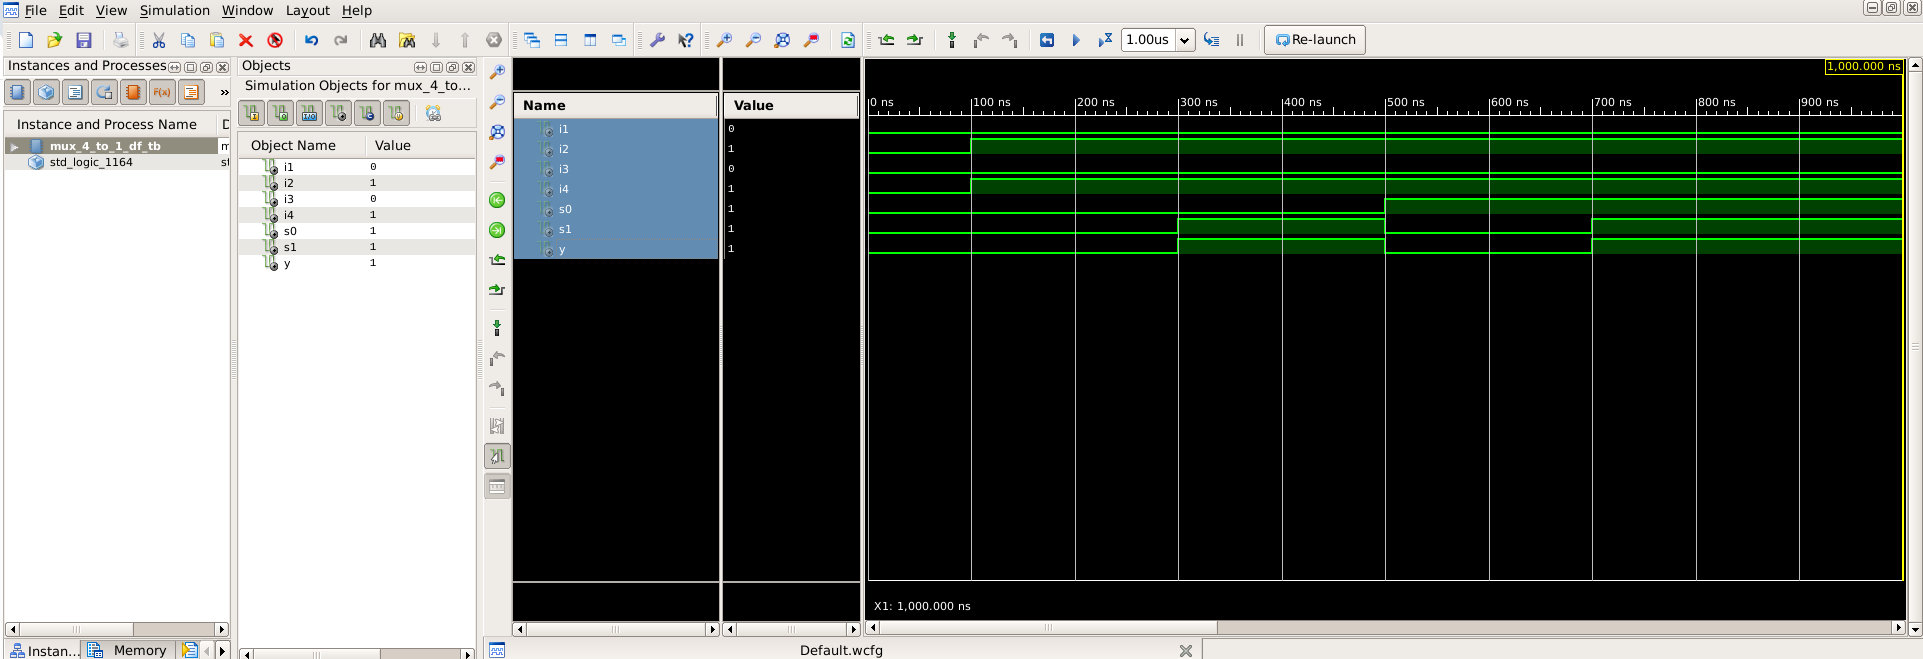 File Edit View Simulation Window Layout Help
1.00us Re-launch
Instances and Processes
Instance and Process Name
mux_4_to_1_df_tb
std_logic_1164
Instan... Memory
Objects
Simulation Objects for mux_4_to...
Object Name Value
i1 0
i2 1
i3 0
i4 1
s0 1
s1 1
y 1
Name Value
i1 0
i2 1
i3 0
i4 1
s0 1
s1 1
y 1
1,000.000 ns
0 ns 100 ns 200 ns 300 ns 400 ns 500 ns 600 ns 700 ns 800 ns 900 ns
X1: 1,000.000 ns
Default.wcfg